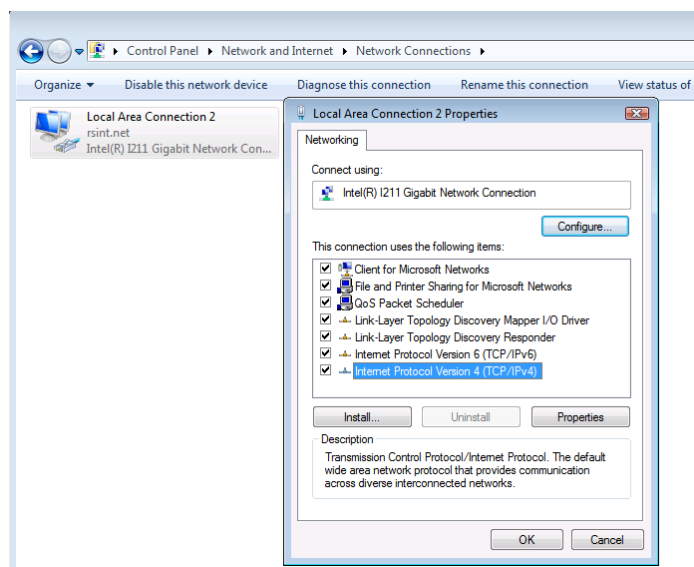 Control Panel ▸ Network and Internet ▸ Network Connections ▸
Organize Disable this network device Diagnose this connection Rename this connection View status of
Local Area Connection 2
rsint.net
Intel(R) I211 Gigabit Network Con...
Local Area Connection 2 Properties
Networking
Connect using:
Intel(R) I211 Gigabit Network Connection
Configure...
This connection uses the following items:
Client for Microsoft Networks
File and Printer Sharing for Microsoft Networks
QoS Packet Scheduler
Link-Layer Topology Discovery Mapper I/O Driver
Link-Layer Topology Discovery Responder
Internet Protocol Version 6 (TCP/IPv6)
Internet Protocol Version 4 (TCP/IPv4)
Install... Uninstall Properties
Description
Transmission Control Protocol/Internet Protocol. The default
wide area network protocol that provides communication
across diverse interconnected networks.
OK Cancel